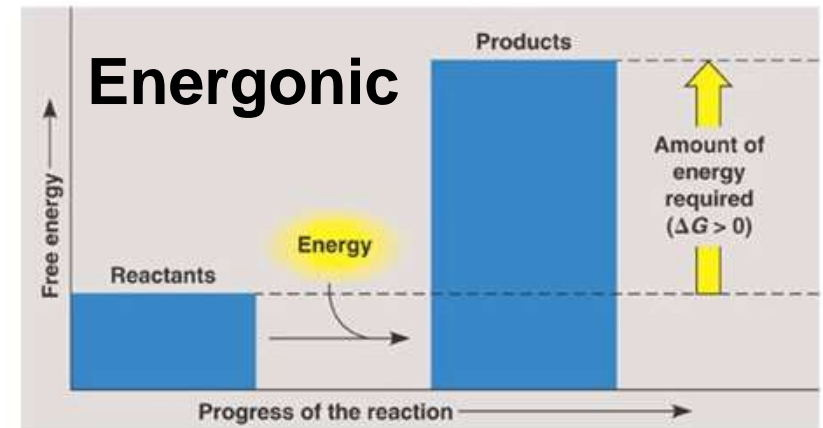 Products
Energonic
Amount of
energy
required
(ΔG > 0)
Free energy
Energy
Reactants
Progress of the reaction